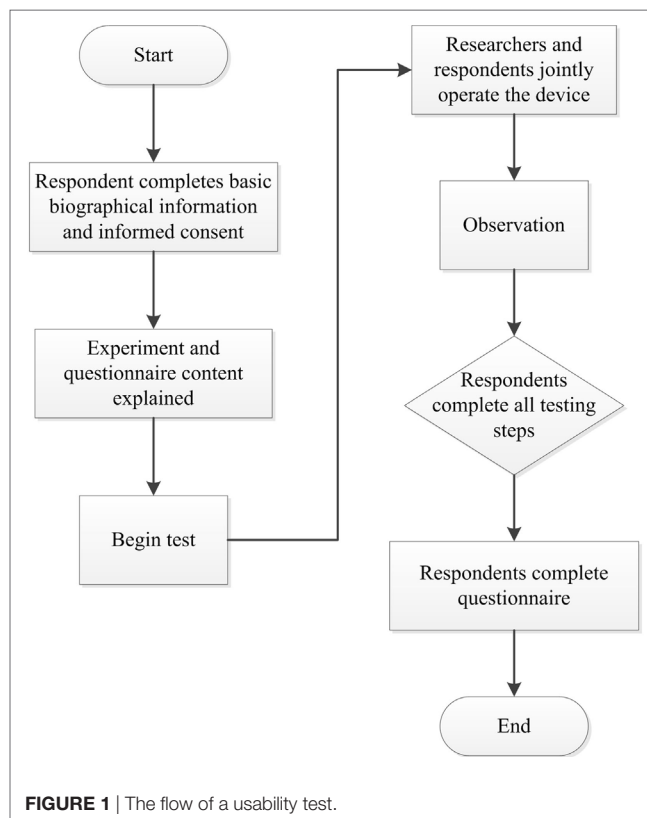 Start
Respondent completes basic
biographical information
and informed consent
Experiment and
questionnaire content
explained
Begin test
Researchers and
respondents jointly
operate the device
Observation
Respondents
complete all testing
steps
Respondents complete
questionnaire
End
FIGURE 1 | The flow of a usability test.